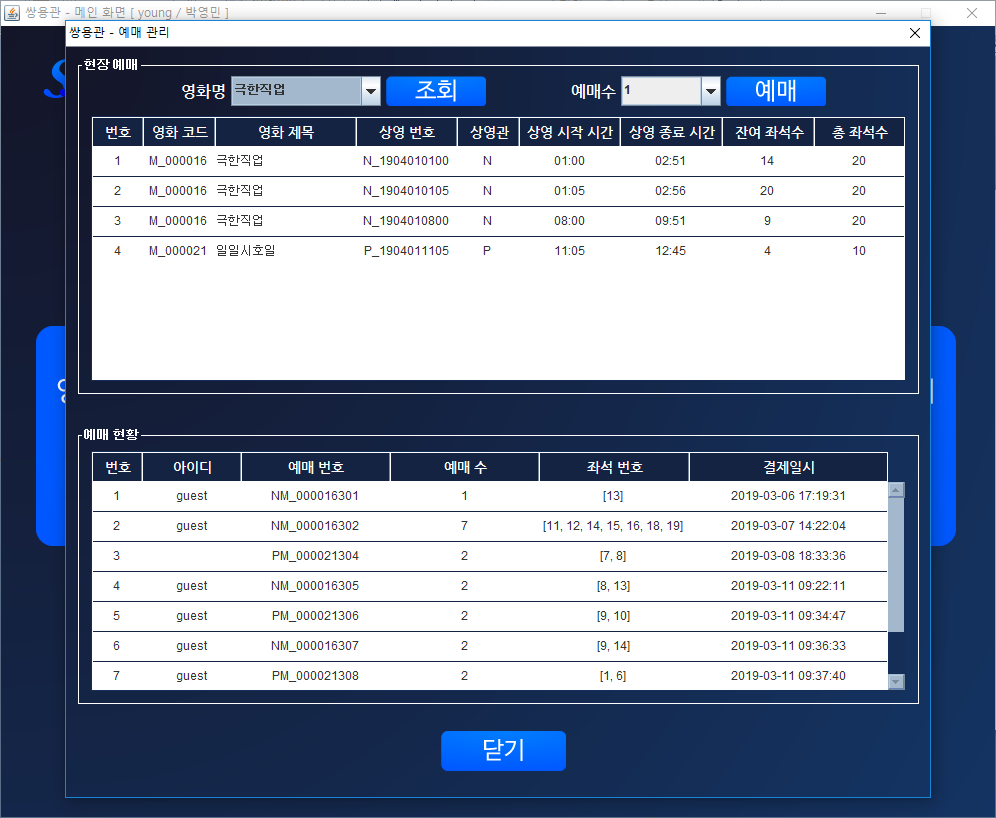 쌍용관 - 메인 화면 [ young / 박영민 ]
쌍용관 - 예매 관리
현장 예매
영화명 극한직업 조회 예매수 1 예매
번호 영화 코드 영화 제목 상영 번호 상영관 상영 시작 시간 상영 종료 시간 잔여 좌석수 총 좌석수
1 M_000016 극한직업 N_1904010100 N 01:00 02:51 14 20
2 M_000016 극한직업 N_1904010105 N 01:05 02:56 20 20
3 M_000016 극한직업 N_1904010800 N 08:00 09:51 9 20
4 M_000021 일일시호일 P_1904011105 P 11:05 12:45 4 10
예매 현황
번호 아이디 예매 번호 예매 수 좌석 번호 결제일시
1 guest NM_000016301 1 [13] 2019-03-06 17:19:31
2 guest NM_000016302 7 [11, 12, 14, 15, 16, 18, 19] 2019-03-07 14:22:04
3 PM_000021304 2 [7, 8] 2019-03-08 18:33:36
4 guest NM_000016305 2 [8, 13] 2019-03-11 09:22:11
5 guest PM_000021306 2 [9, 10] 2019-03-11 09:34:47
6 guest NM_000016307 2 [9, 14] 2019-03-11 09:36:33
7 guest PM_000021308 2 [1, 6] 2019-03-11 09:37:40
닫기